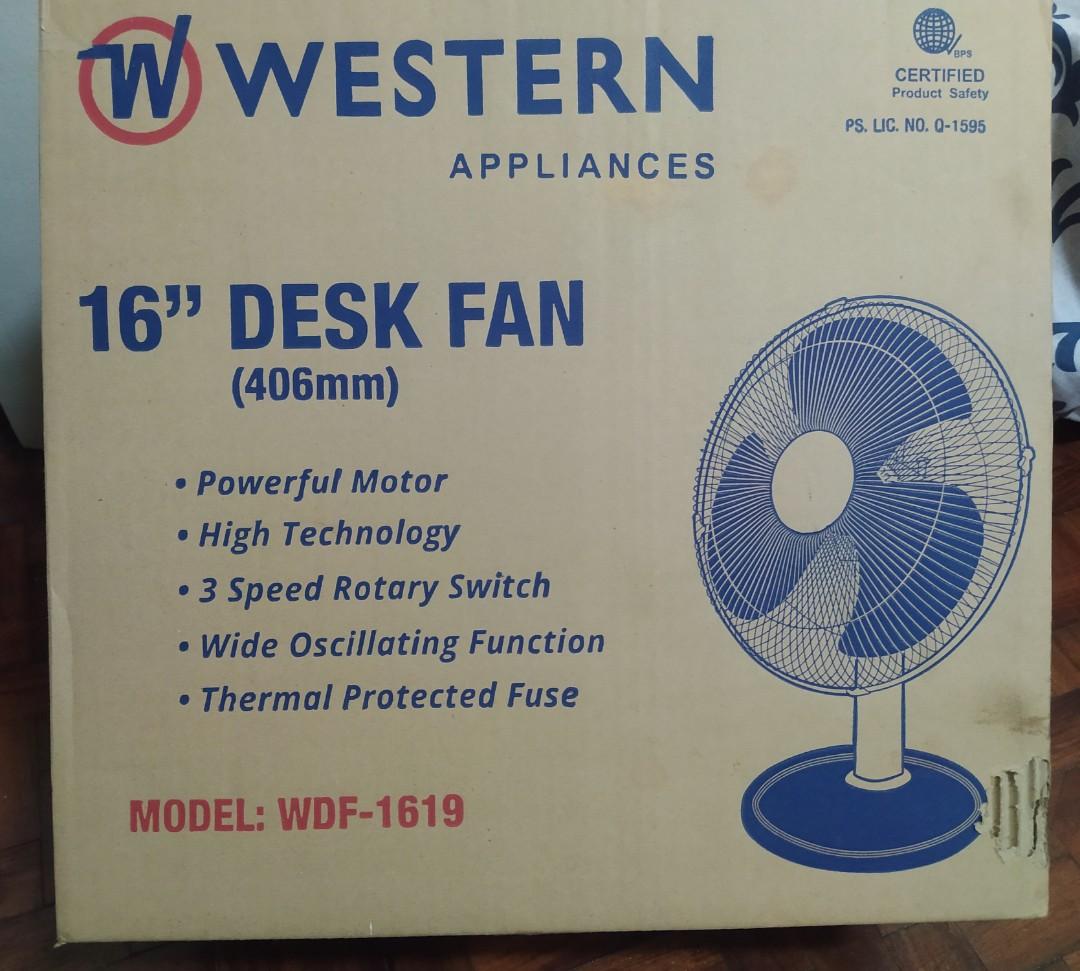 W WESTERN
APPLIANCES
BPS
CERTIFIED
Product Safety
PS. LIC. NO. Q-1595
16” DESK FAN
(406mm)
• Powerful Motor
• High Technology
• 3 Speed Rotary Switch
• Wide Oscillating Function
• Thermal Protected Fuse
MODEL: WDF-1619